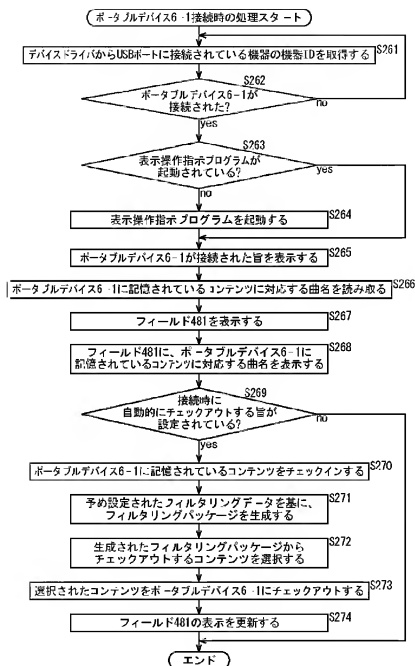 ポータブルデバイス6-1接続時の処理スタート
デバイスドライバからUSBポートに接続されている機器の機器IDを取得する
S261
S262
ポータブルデバイス6-1が
接続された?
no
yes
S263
表示操作指示プログラムが
起動されている?
yes
no
表示操作指示プログラムを起動する
S264
ポータブルデバイス6-1が接続された旨を表示する
S265
ポータブルデバイス6-1に記憶されているコンテンツに対応する曲名を読み取る
S266
フィールド481を表示する
S267
フィールド481に、ポータブルデバイス6-1に
記憶されているコンテンツに対応する曲名を表示する
S268
S269
接続時に
自動的にチェックアウトする旨が
設定されている?
no
yes
ポータブルデバイス6-1に記憶されているコンテンツをチェックインする
S270
予め設定されたフィルタリングデータを基に、
フィルタリングパッケージを生成する
S271
生成されたフィルタリングパッケージから
チェックアウトするコンテンツを選択する
S272
選択されたコンテンツをポータブルデバイス6-1にチェックアウトする
S273
フィールド481の表示を更新する
S274
エンド